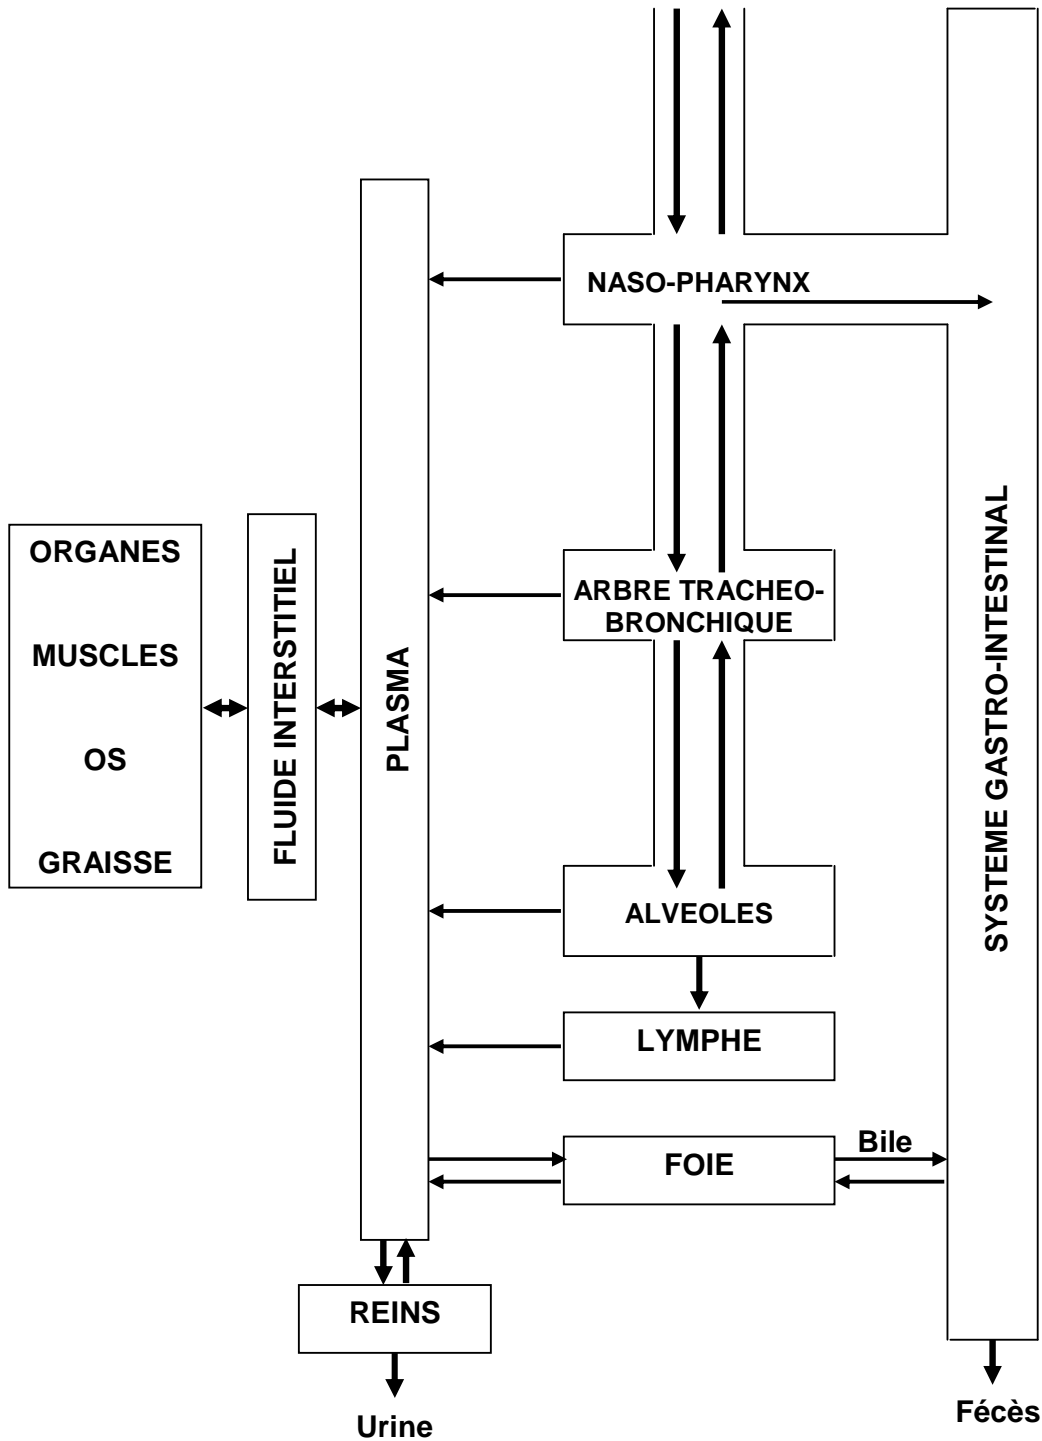 NASO-PHARYNX
ARBRE TRACHEO-
BRONCHIQUE
ALVEOLES
LYMPHE
FOIE
Bile
ORGANES
MUSCLES
OS
GRAISSE
FLUIDE INTERSTITIEL
PLASMA
SYSTEME GASTRO-INTESTINAL
REINS
Urine
Fécès